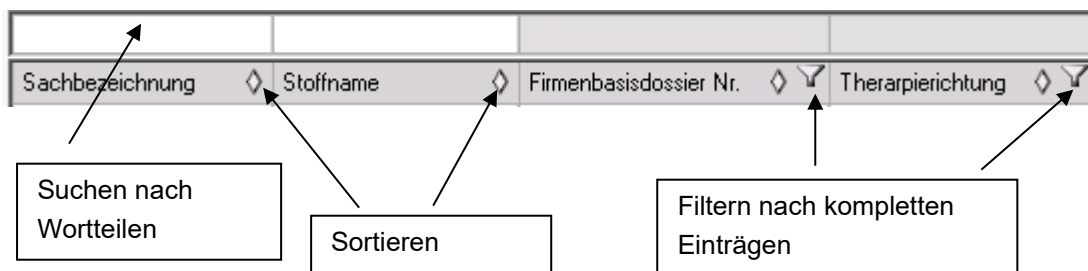 Sachbezeichnung Stoffname Firmenbasisdossier Nr. Therarpierichtung
Suchen nach
Wortteilen
Sortieren
Filtern nach kompletten
Einträgen